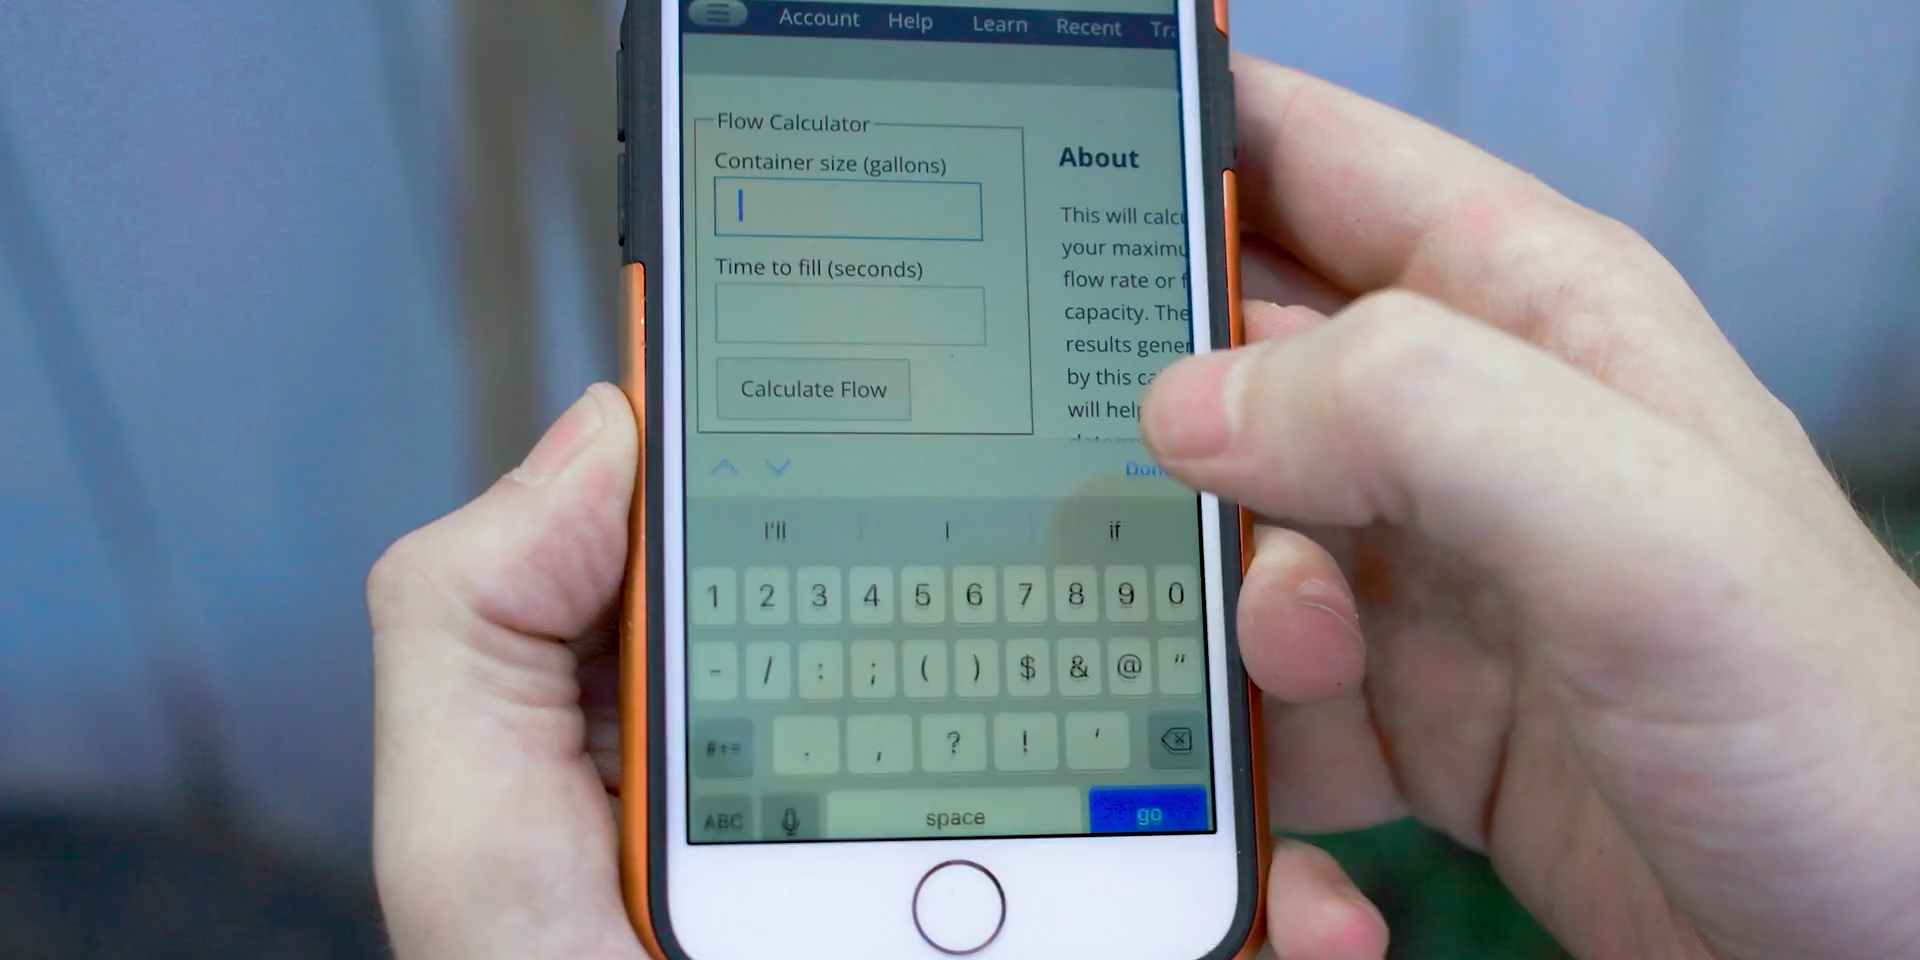 Account Help Learn Recent
Flow Calculator
Container size (gallons)
Time to fill (seconds)
Calculate Flow
About
This will
your
flow rate or
capacity. The
results
by this
will
I'll I if
1 2 3 4 5 6 7 8 9 0
- / : ; ( ) $ & @ "
#+= . , ? ! '
ABC space go